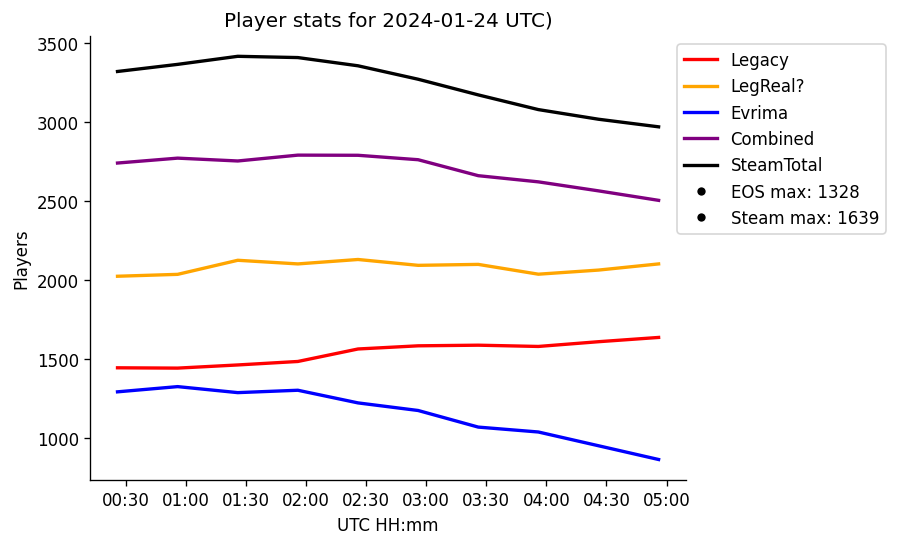 Player stats for 2024-01-24 UTC)
3500
3000
2500
2000
1500
1000
Players
00:30 01:00 01:30 02:00 02:30 03:00 03:30 04:00 04:30 05:00
UTC HH:mm
Legacy
LegReal?
Evrima
Combined
SteamTotal
EOS max: 1328
Steam max: 1639